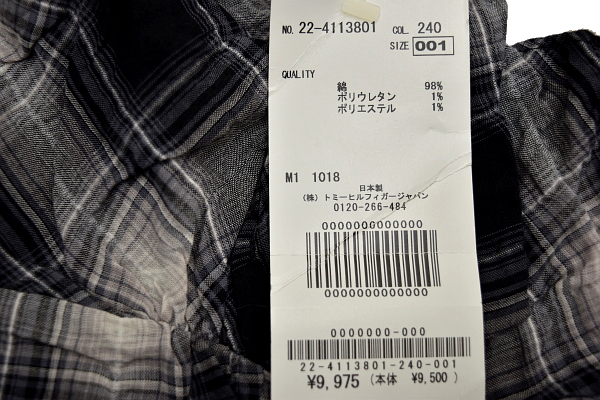 NO. 22-4113801 COL. 240
SIZE 001
QUALITY
綿 98%
ポリウレタン 1%
ポリエステル 1%
M1 1018
日本製
(株) トミーヒルフィガージャパン
0120-266-484
0000000000000
0000000000000
0000000-000
22-4113801-240-001
¥9,975 (本体 ¥9,500)